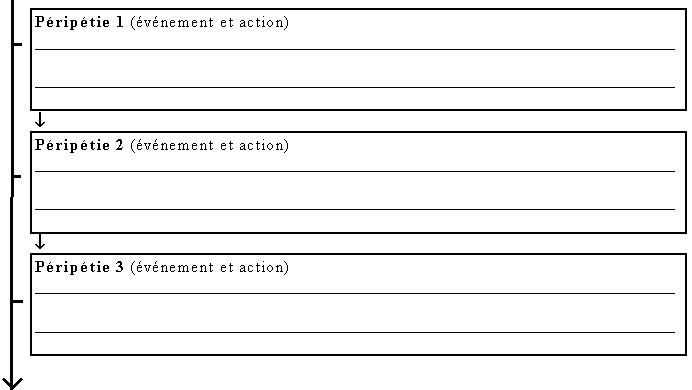 Péripétie 1 (événement et action)
Péripétie 2 (événement et action)
Péripétie 3 (événement et action)